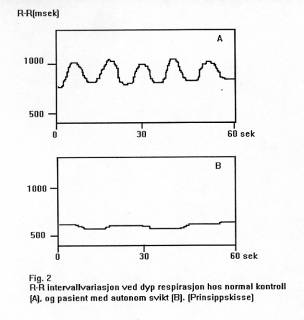 R-R[msek]
A
1000
500
0 30 60 sek
B
1000
500
0 30 60 sek
Fig. 2
R-R intervallvariasjon ved dyp respirasjon hos normal kontroll
(A), og pasient med autonom svikt (B). (Prinsippskisse)